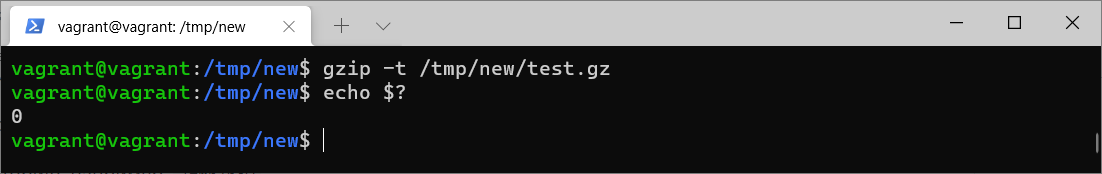 vagrant@vagrant: /tmp/new
vagrant@vagrant:/tmp/new$ gzip -t /tmp/new/test.gz
vagrant@vagrant:/tmp/new$ echo $?
0
vagrant@vagrant:/tmp/new$